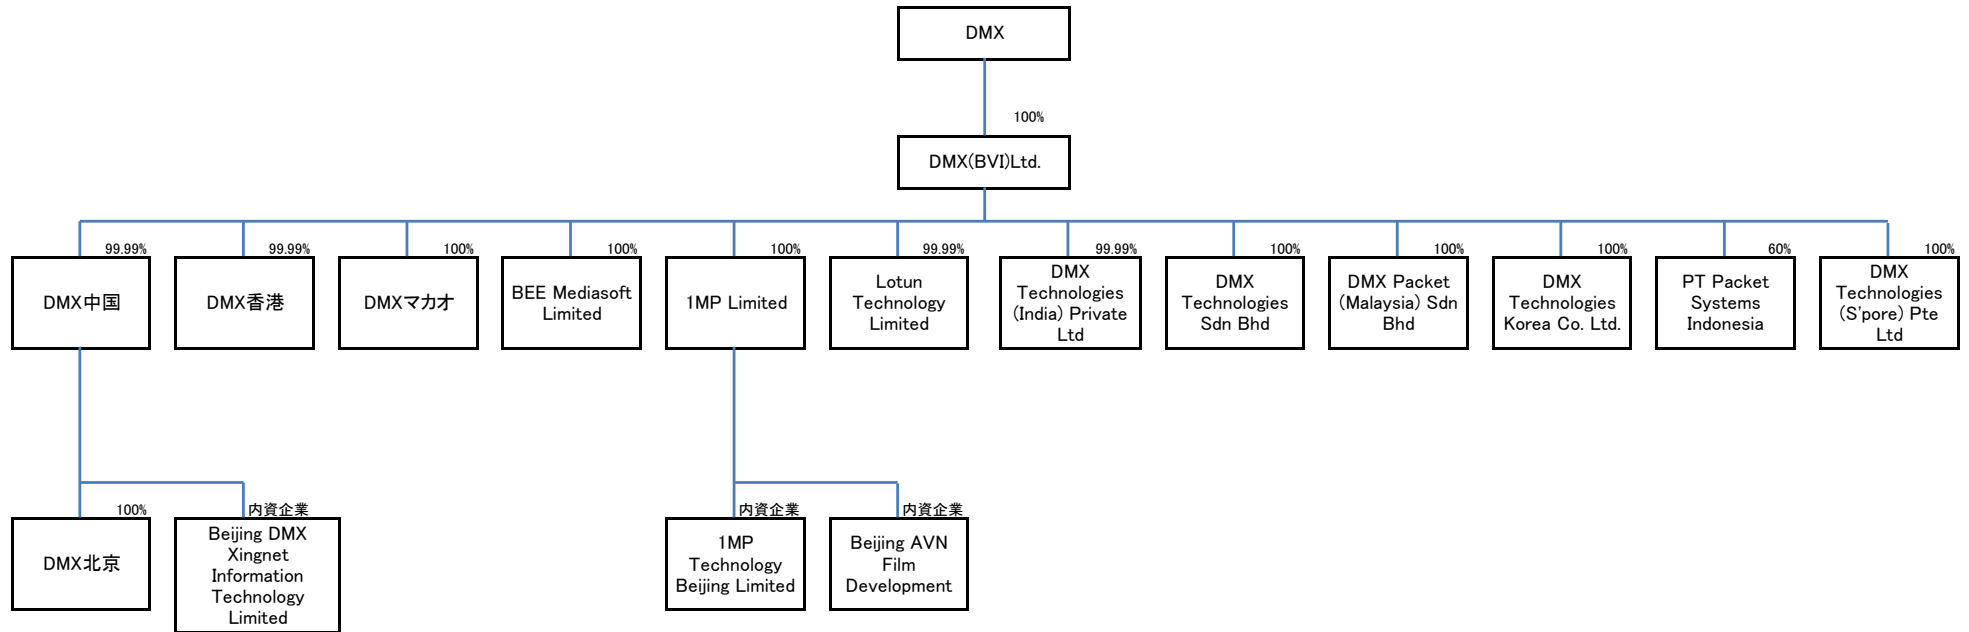 DMX
100%
DMX(BVI)Ltd.
99.99%
99.99%
100%
100%
100%
99.99%
99.99%
100%
100%
100%
60%
100%
DMX中国
DMX香港
DMXマカオ
BEE Mediasoft
Limited
1MP Limited
Lotun
Technology
Limited
DMX
Technologies
(India) Private
Ltd
DMX
Technologies
Sdn Bhd
DMX Packet
(Malaysia) Sdn
Bhd
DMX
Technologies
Korea Co. Ltd.
PT Packet
Systems
Indonesia
DMX
Technologies
(S'pore) Pte
Ltd
100%
内資企業
内資企業
内資企業
DMX北京
Beijing DMX
Xingnet
Information
Technology
Limited
1MP
Technology
Beijing Limited
Beijing AVN
Film
Development